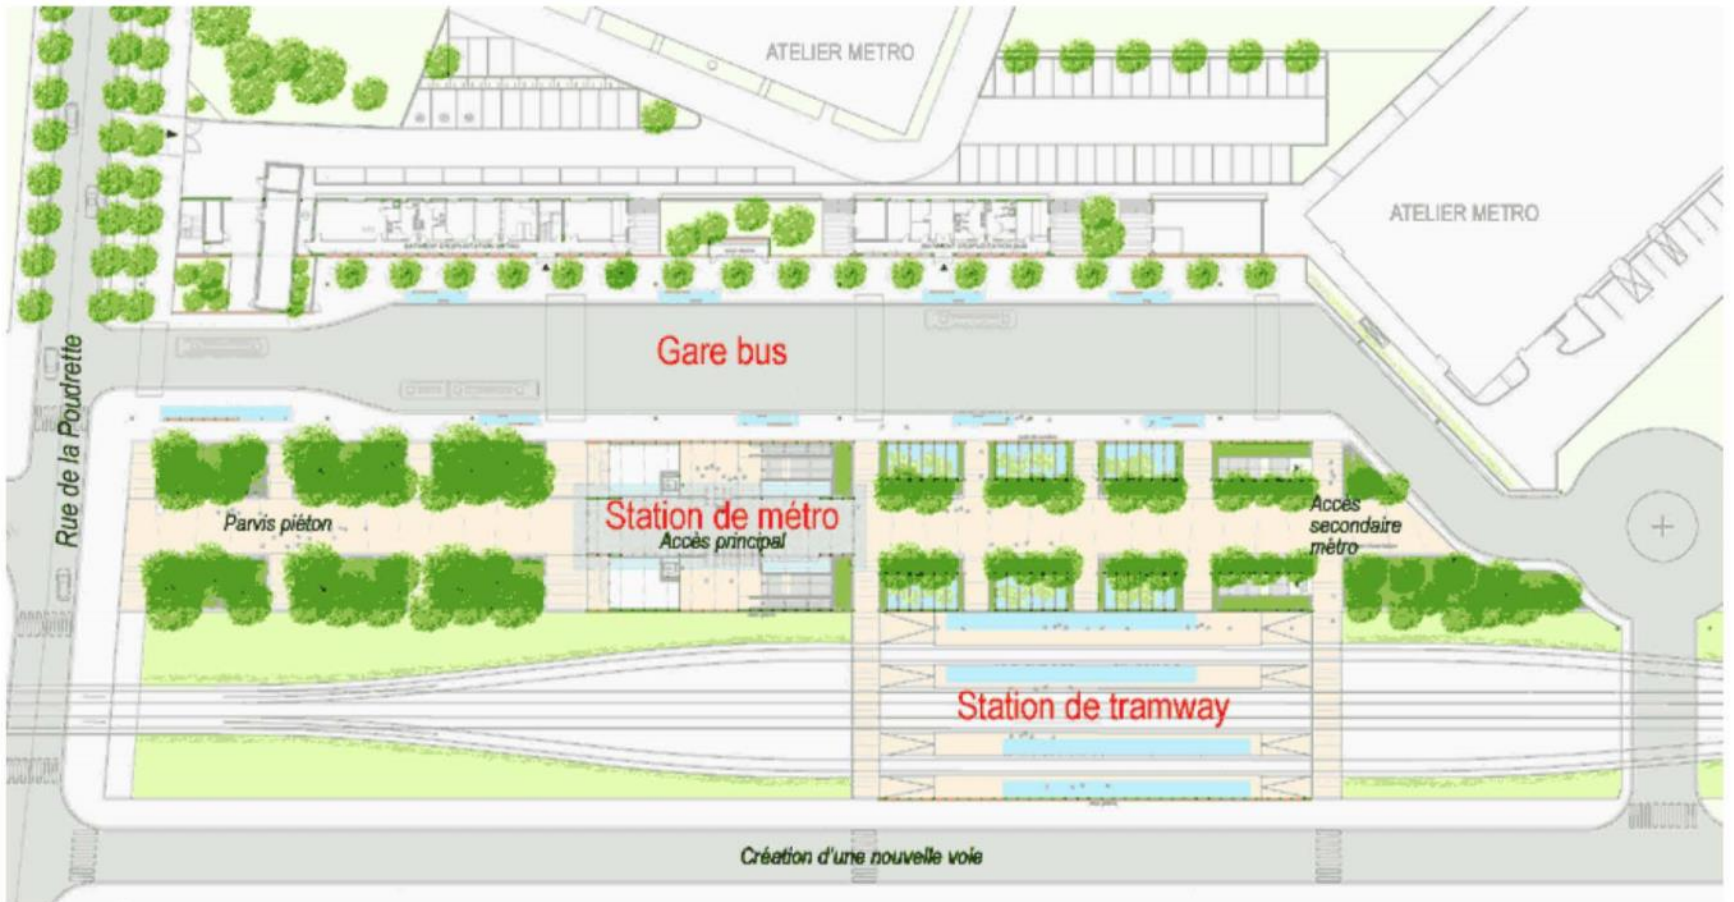 ATELIER METRO
ATELIER METRO
Gare bus
Rue de la Poudrette
Parvis piéton
Station de métro
Accès principal
Accès
secondaire
métro
Station de tramway
Création d'une nouvelle voie